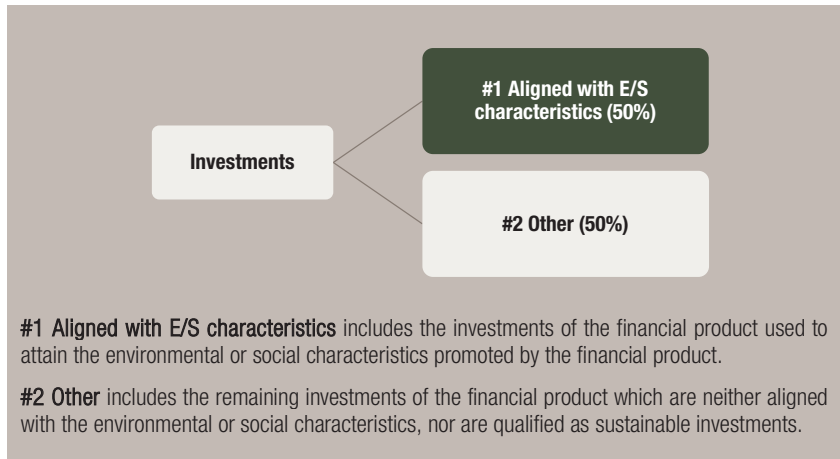 #1 Aligned with E/S
characteristics (50%)
Investments
#2 Other (50%)
#1 Aligned with E/S characteristics includes the investments of the financial product used to
attain the environmental or social characteristics promoted by the financial product.
#2 Other includes the remaining investments of the financial product which are neither aligned
with the environmental or social characteristics, nor are qualified as sustainable investments.